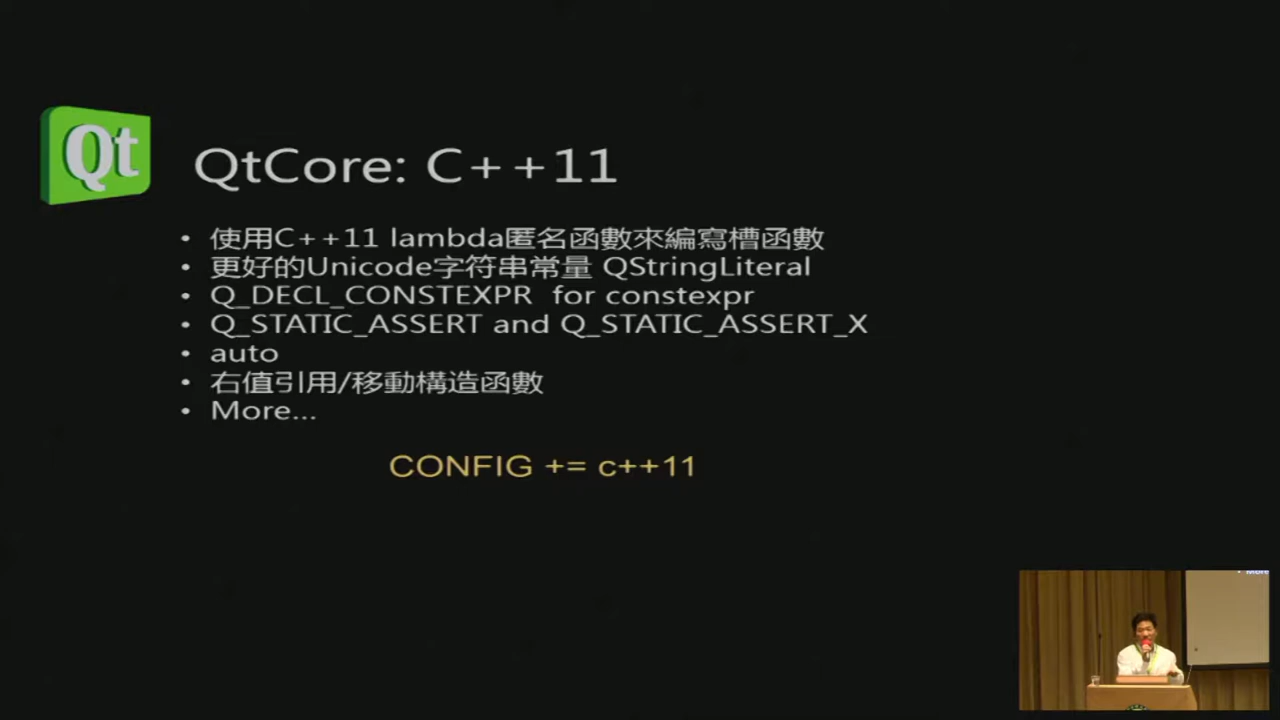 Qt
QtCore: C++11
• 使用C++11 lambda匿名函數來編寫槽函數
• 更好的Unicode字符串常量 QStringLiteral
• Q_DECL_CONSTEXPR for constexpr
• Q_STATIC_ASSERT and Q_STATIC_ASSERT_X
• auto
• 右值引用/移動構造函數
• More...
CONFIG += c++11
• More